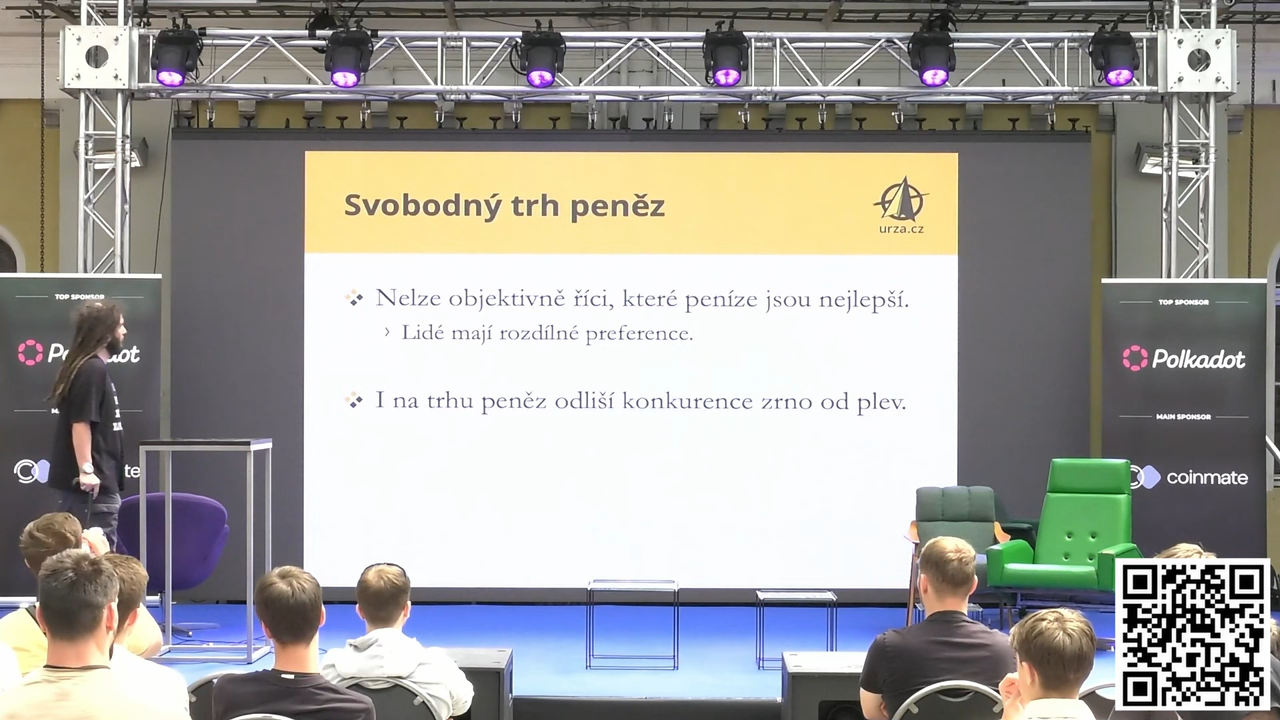 Svobodný trh peněz
urza.cz
Nelze objektivně říci, které peníze jsou nejlepší.
Lidé mají rozdílné preference.
I na trhu peněz odliší konkurence zrno od plev.
TOP SPONSOR
TOP SPONSOR
Polkadot
MAIN SPONSOR
coinmate